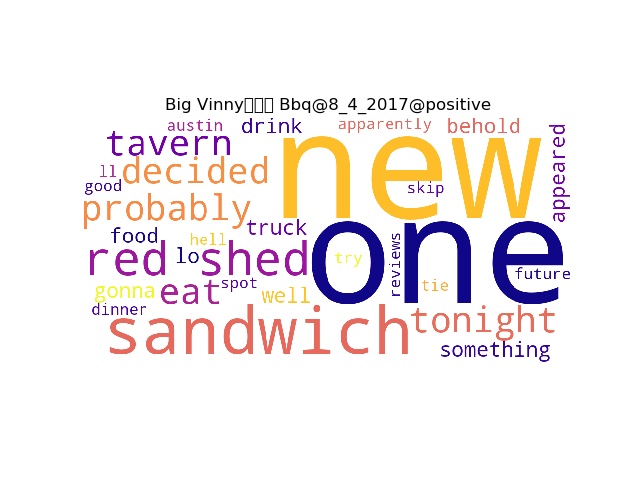 Big Vinny Bbq@8_4_2017@positive
austin drink apparently behold
tavern new appeared
ll decided
good skip
probably
truck one
food hell
red lo shed try reviews future
gonna eat spot well tie
dinner sandwich tonight
something